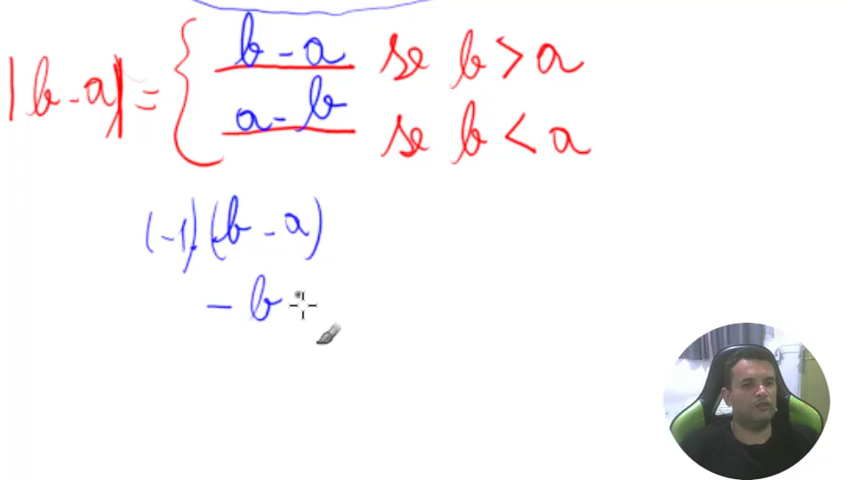 |b-a| = { b-a se b > a
a-b se b < a
(-1).(b-a)
-b